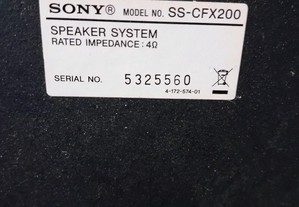 SONY® MODEL NO. SS-CFX200
SPEAKER SYSTEM
RATED IMPEDANCE : 4Ω
SERIAL NO. 5325560
4-172-574-01